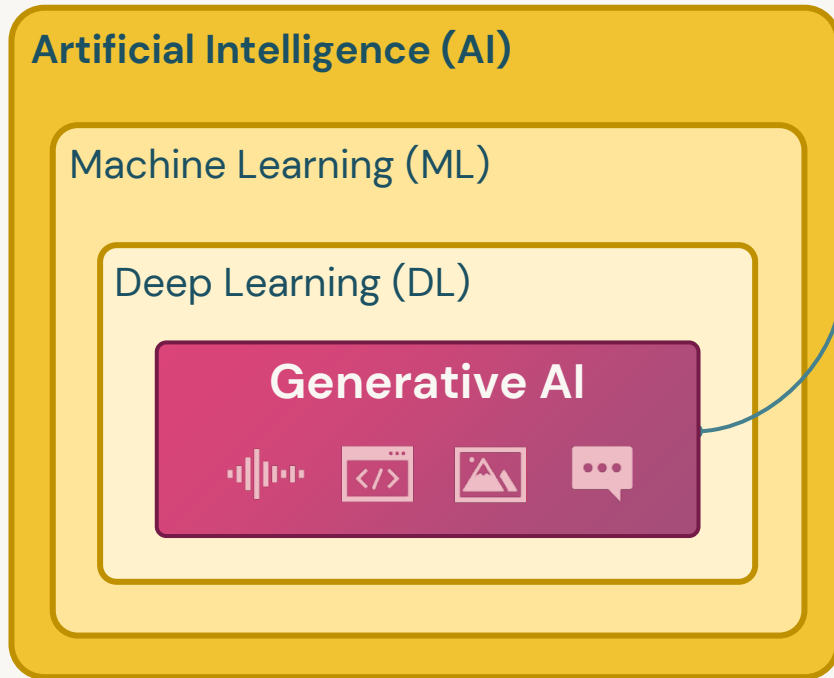 Artificial Intelligence (AI)
Machine Learning (ML)
Deep Learning (DL)
Generative AI
</>